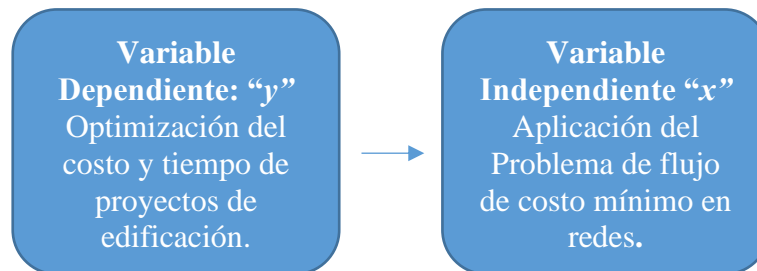 Variable
Dependiente: “y”
Optimización del
costo y tiempo de
proyectos de
edificación.
Variable
Independiente “x”
Aplicación del
Problema de flujo
de costo mínimo en
redes.